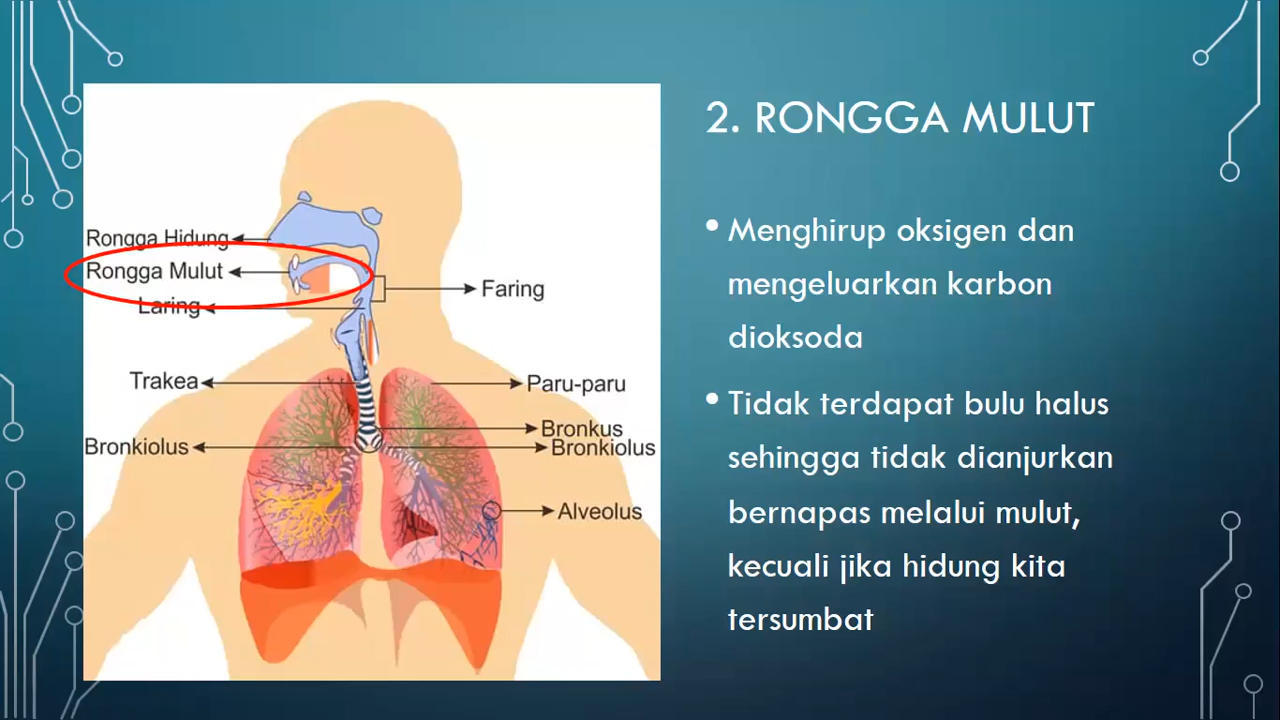 2. RONGGA MULUT
• Menghirup oksigen dan
mengeluarkan karbon
dioksoda
• Tidak terdapat bulu halus
sehingga tidak dianjurkan
bernapas melalui mulut,
kecuali jika hidung kita
tersumbat
Rongga Hidung
Rongga Mulut
Laring
Faring
Trakea
Paru-paru
Bronkus
Bronkiolus
Bronkiolus
Alveolus